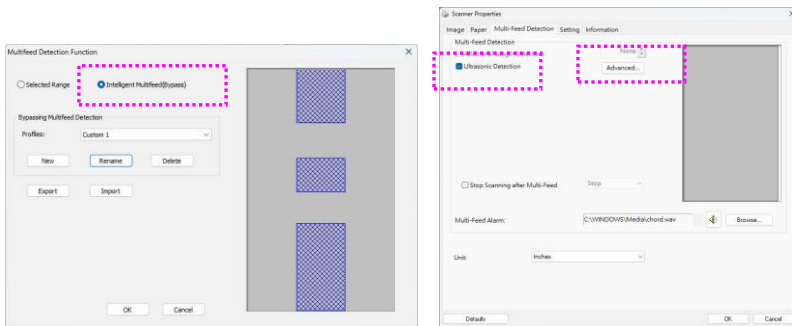 Multifeed Detection Function
Selected Range
Intelligent Multifeed(Bypass)
Bypassing Multifeed Detection
Profiles:
Custom 1
New
Rename
Delete
Export
Import
OK
Cancel
Scanner Properties
Image
Paper
Multi-Feed Detection
Setting
Information
Multi-Feed Detection
None
Ultrasonic Detection
Advanced...
Stop Scanning after Multi-Feed
Stop
Multi-Feed Alarm:
C:\WINDOWS\Media\chord.wav
Browse...
Unit
Inches
Defaults
OK
Cancel